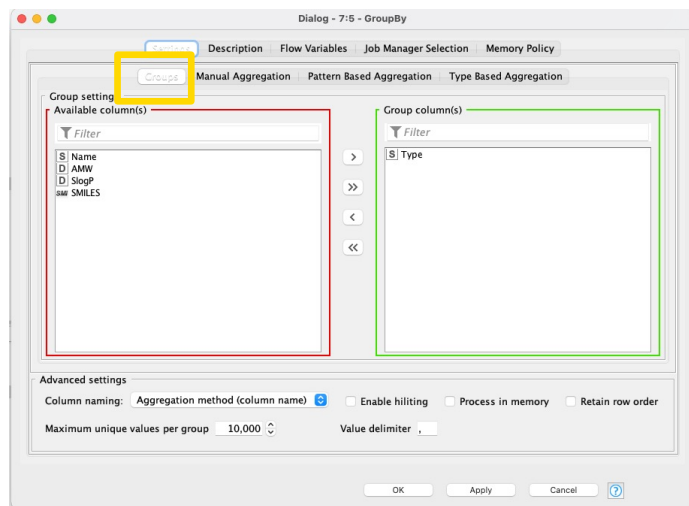 Dialog - 7:5 - GroupBy
Settings Description Flow Variables Job Manager Selection Memory Policy
Groups Manual Aggregation Pattern Based Aggregation Type Based Aggregation
Group setting
Available column(s)
Group column(s)
Filter
Filter
S Name
D AMW
D SlogP
SMI SMILES
S Type
>
»
<
«
Advanced settings
Column naming: Aggregation method (column name) Enable hiliting Process in memory Retain row order
Maximum unique values per group 10,000 Value delimiter ,
OK Apply Cancel ?